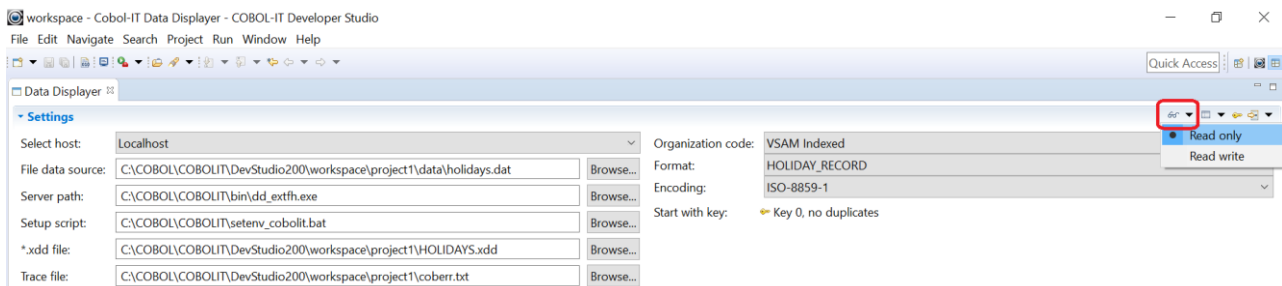 workspace - Cobol-IT Data Displayer - COBOL-IT Developer Studio
File Edit Navigate Search Project Run Window Help
Quick Access
Data Displayer
Settings
Read only
Read write
Select host: Localhost
File data source: C:\COBOL\COBOLIT\DevStudio200\workspace\project1\data\holidays.dat Browse...
Server path: C:\COBOL\COBOLIT\bin\dd_extfh.exe Browse...
Setup script: C:\COBOL\COBOLIT\setenv_cobolit.bat Browse...
*.xdd file: C:\COBOL\COBOLIT\DevStudio200\workspace\project1\HOLIDAYS.xdd Browse...
Trace file: C:\COBOL\COBOLIT\DevStudio200\workspace\project1\coberr.txt Browse...
Organization code: VSAM Indexed
Format: HOLIDAY_RECORD
Encoding: ISO-8859-1
Start with key: Key 0, no duplicates